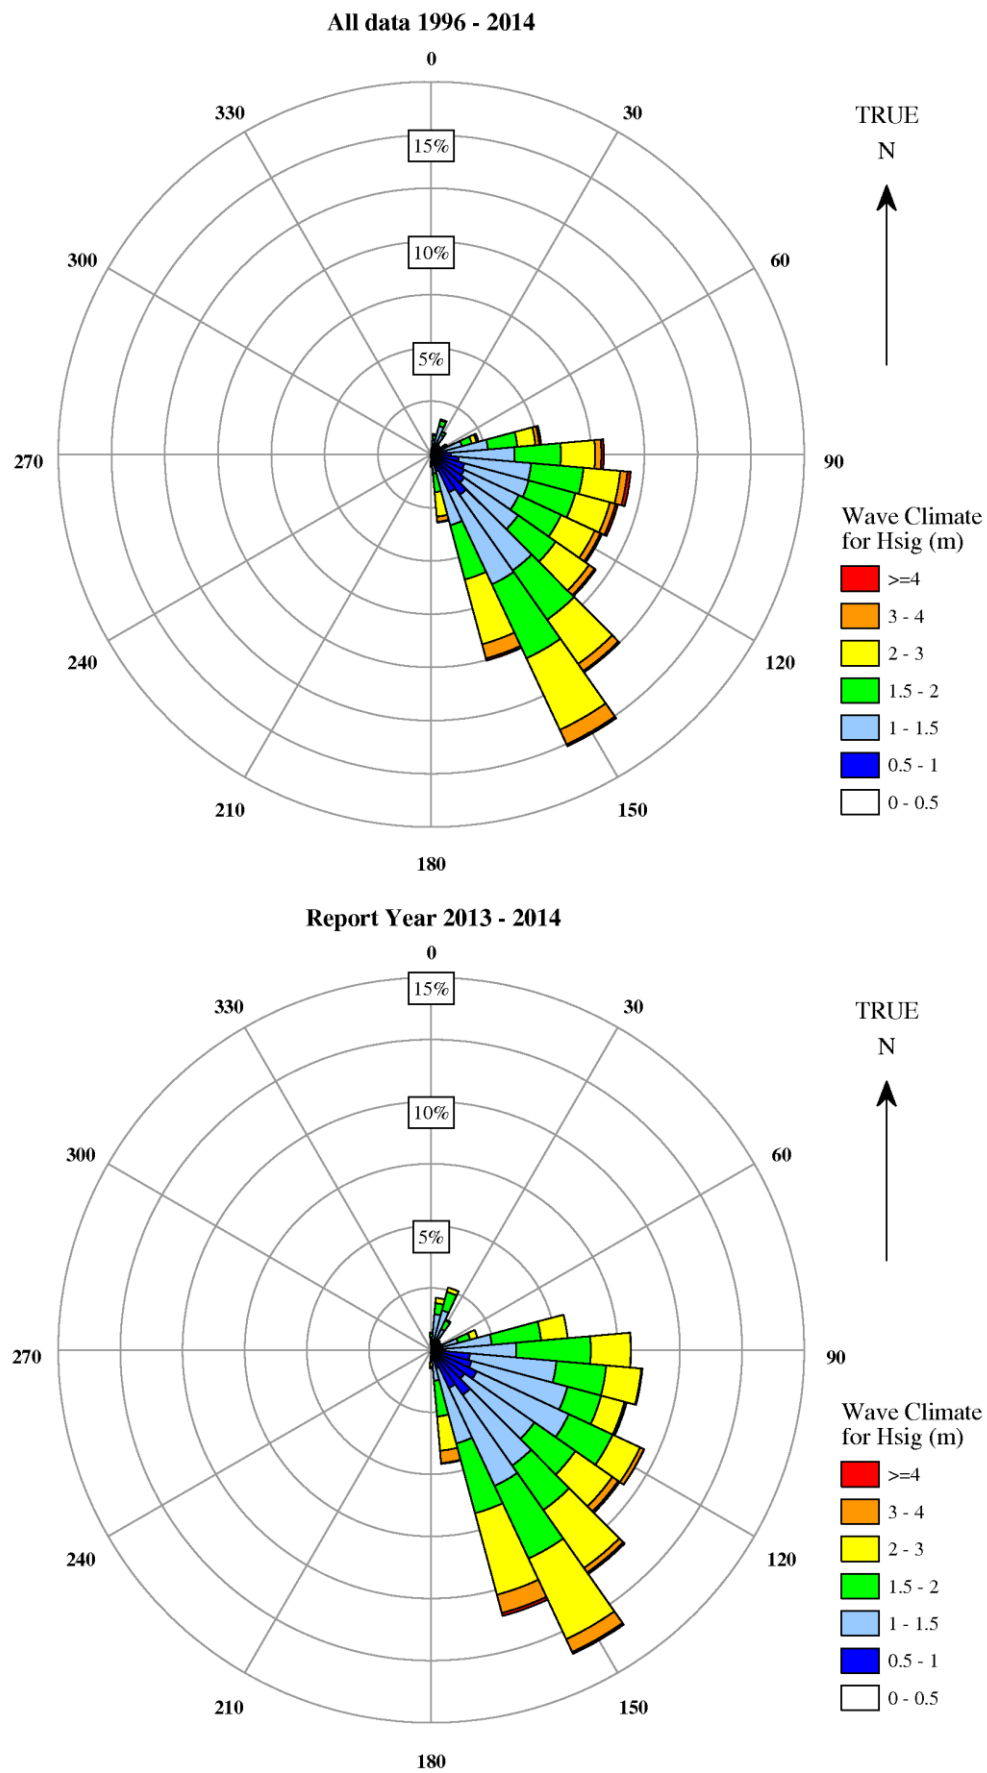 All data 1996 - 2014
0
330
30
TRUE
N
15%
300
10%
60
5%
270
90
Wave Climate
for Hsig (m)
>=4
3 - 4
240
2 - 3
120
1.5 - 2
1 - 1.5
0.5 - 1
210
150
0 - 0.5
180
Report Year 2013 - 2014
0
15%
330
30
TRUE
N
10%
300
60
5%
270
90
Wave Climate
for Hsig (m)
>=4
3 - 4
2 - 3
240
120
1.5 - 2
1 - 1.5
0.5 - 1
0 - 0.5
210
150
180